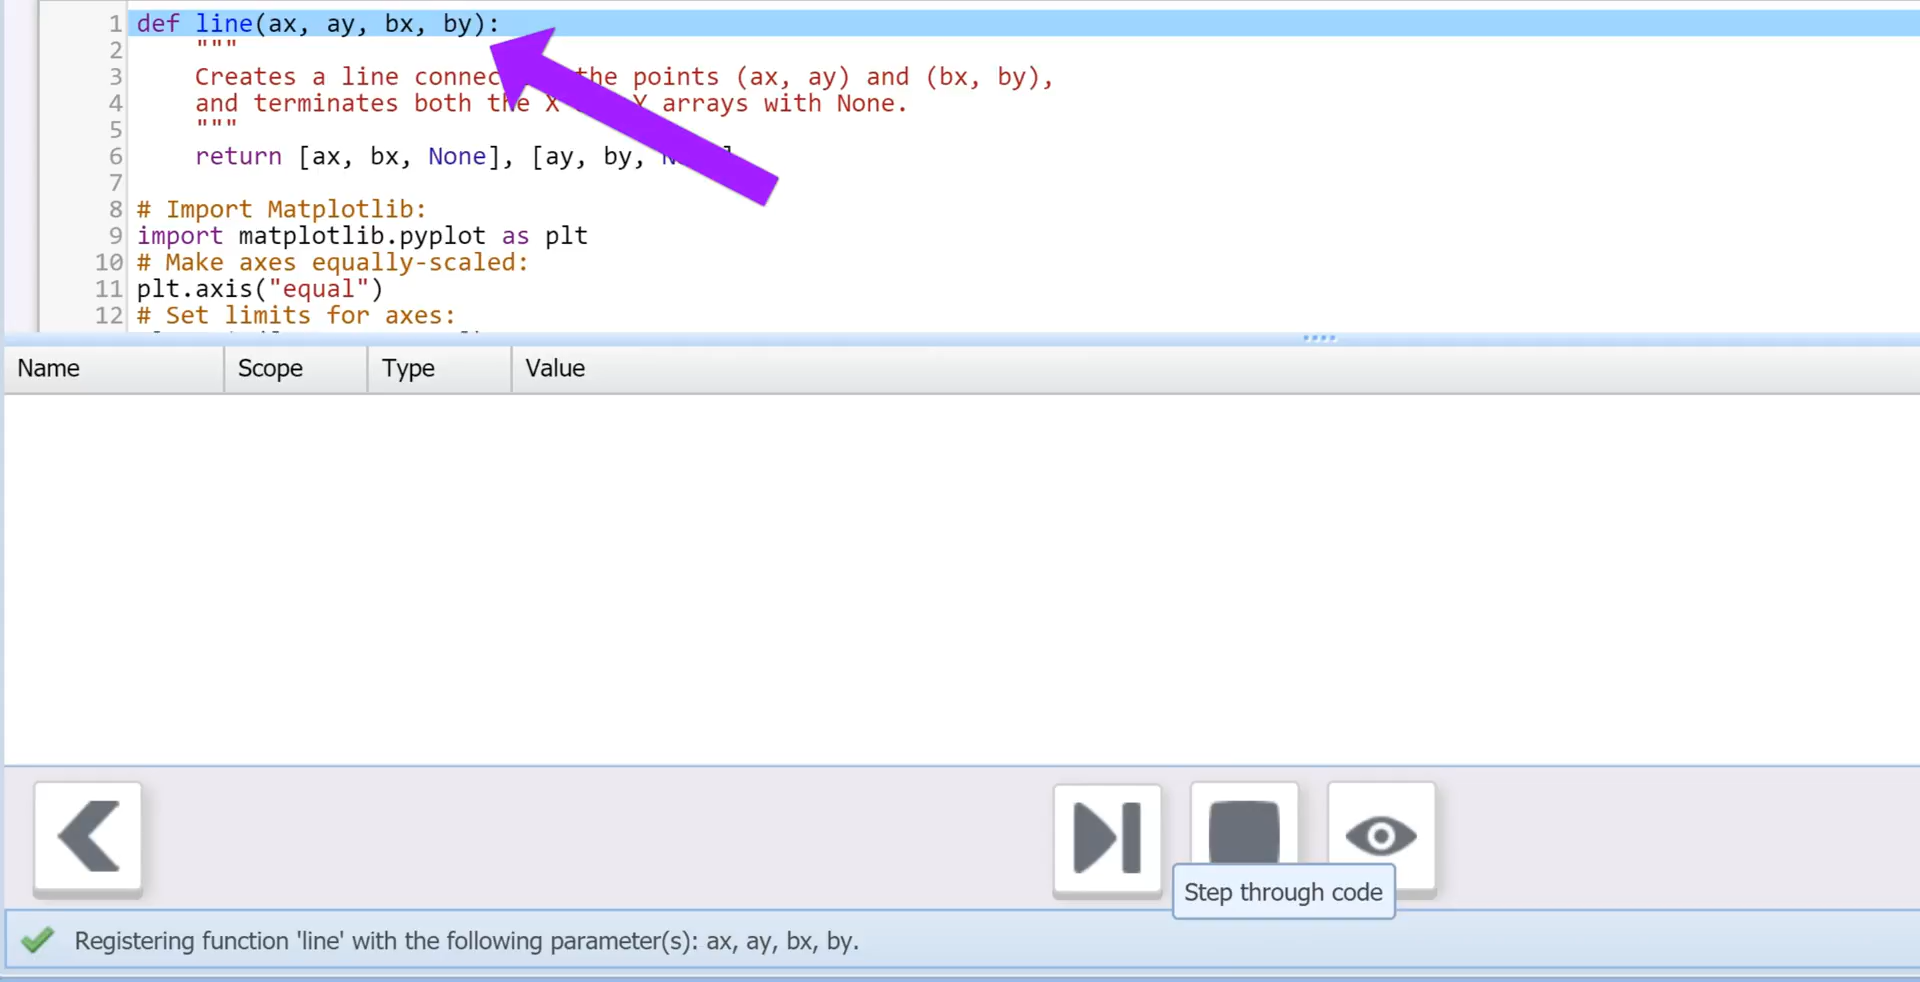 1 def line(ax, ay, bx, by):
2 """
3 Creates a line connec the points (ax, ay) and (bx, by),
4 and terminates both the X Y arrays with None.
5 """
6 return [ax, bx, None], [ay, by, N ]
7
8 # Import Matplotlib:
9 import matplotlib.pyplot as plt
10 # Make axes equally-scaled:
11 plt.axis("equal")
12 # Set limits for axes:
Name Scope Type Value
Step through code
Registering function 'line' with the following parameter(s): ax, ay, bx, by.